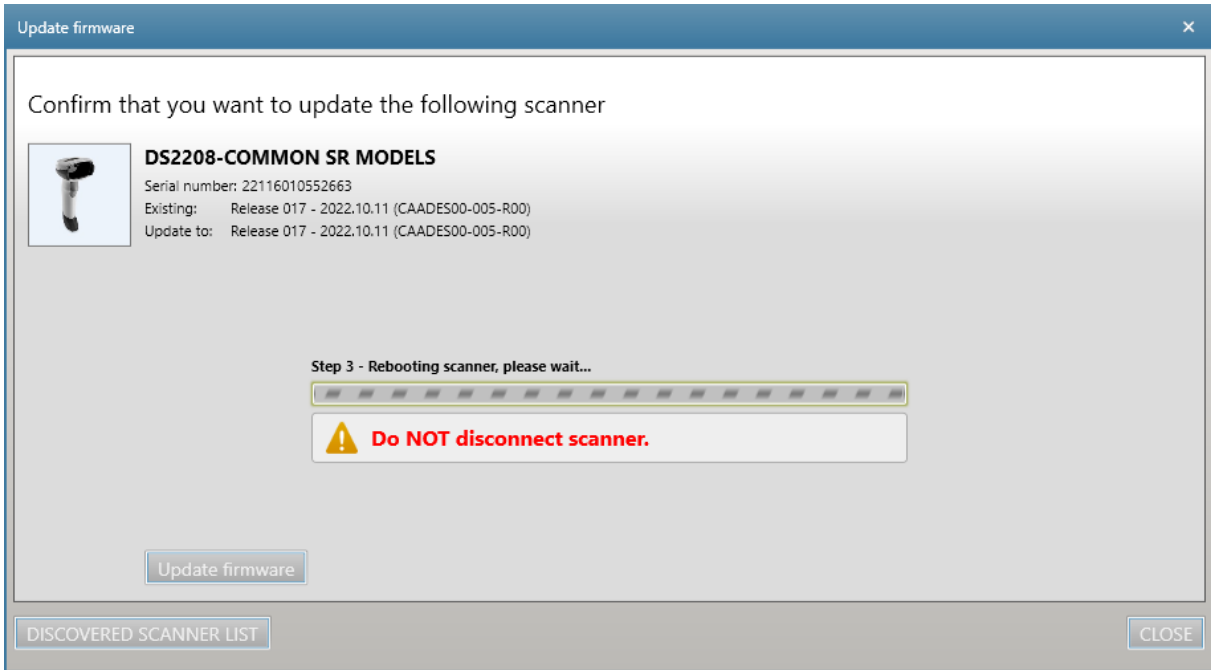 Update firmware
Confirm that you want to update the following scanner
DS2208-COMMON SR MODELS
Serial number: 22116010552663
Existing: Release 017 - 2022.10.11 (CAADES00-005-R00)
Update to: Release 017 - 2022.10.11 (CAADES00-005-R00)
Step 3 - Rebooting scanner, please wait...
Do NOT disconnect scanner.
Update firmware
DISCOVERED SCANNER LIST
CLOSE